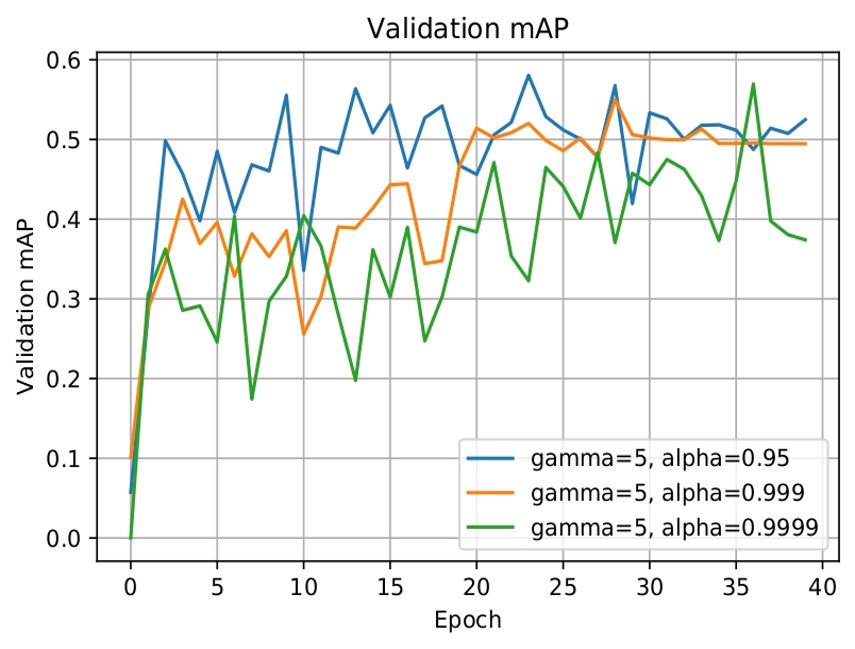 Validation mAP
0.6
0.5
0.4
0.3
0.2
0.1
0.0
Validation mAP
gamma=5, alpha=0.95
gamma=5, alpha=0.999
gamma=5, alpha=0.9999
0 5 10 15 20 25 30 35 40
Epoch